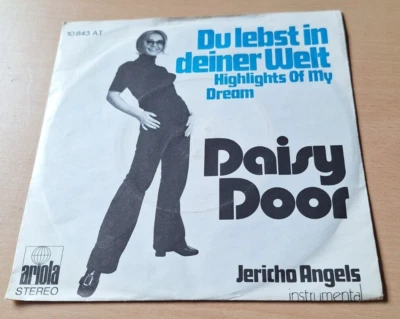 10 843 AT
Du lebst in
deiner Welt
Highlights Of My
Dream
Daisy
Door
Jericho Angels
instrumental
ariola
STEREO